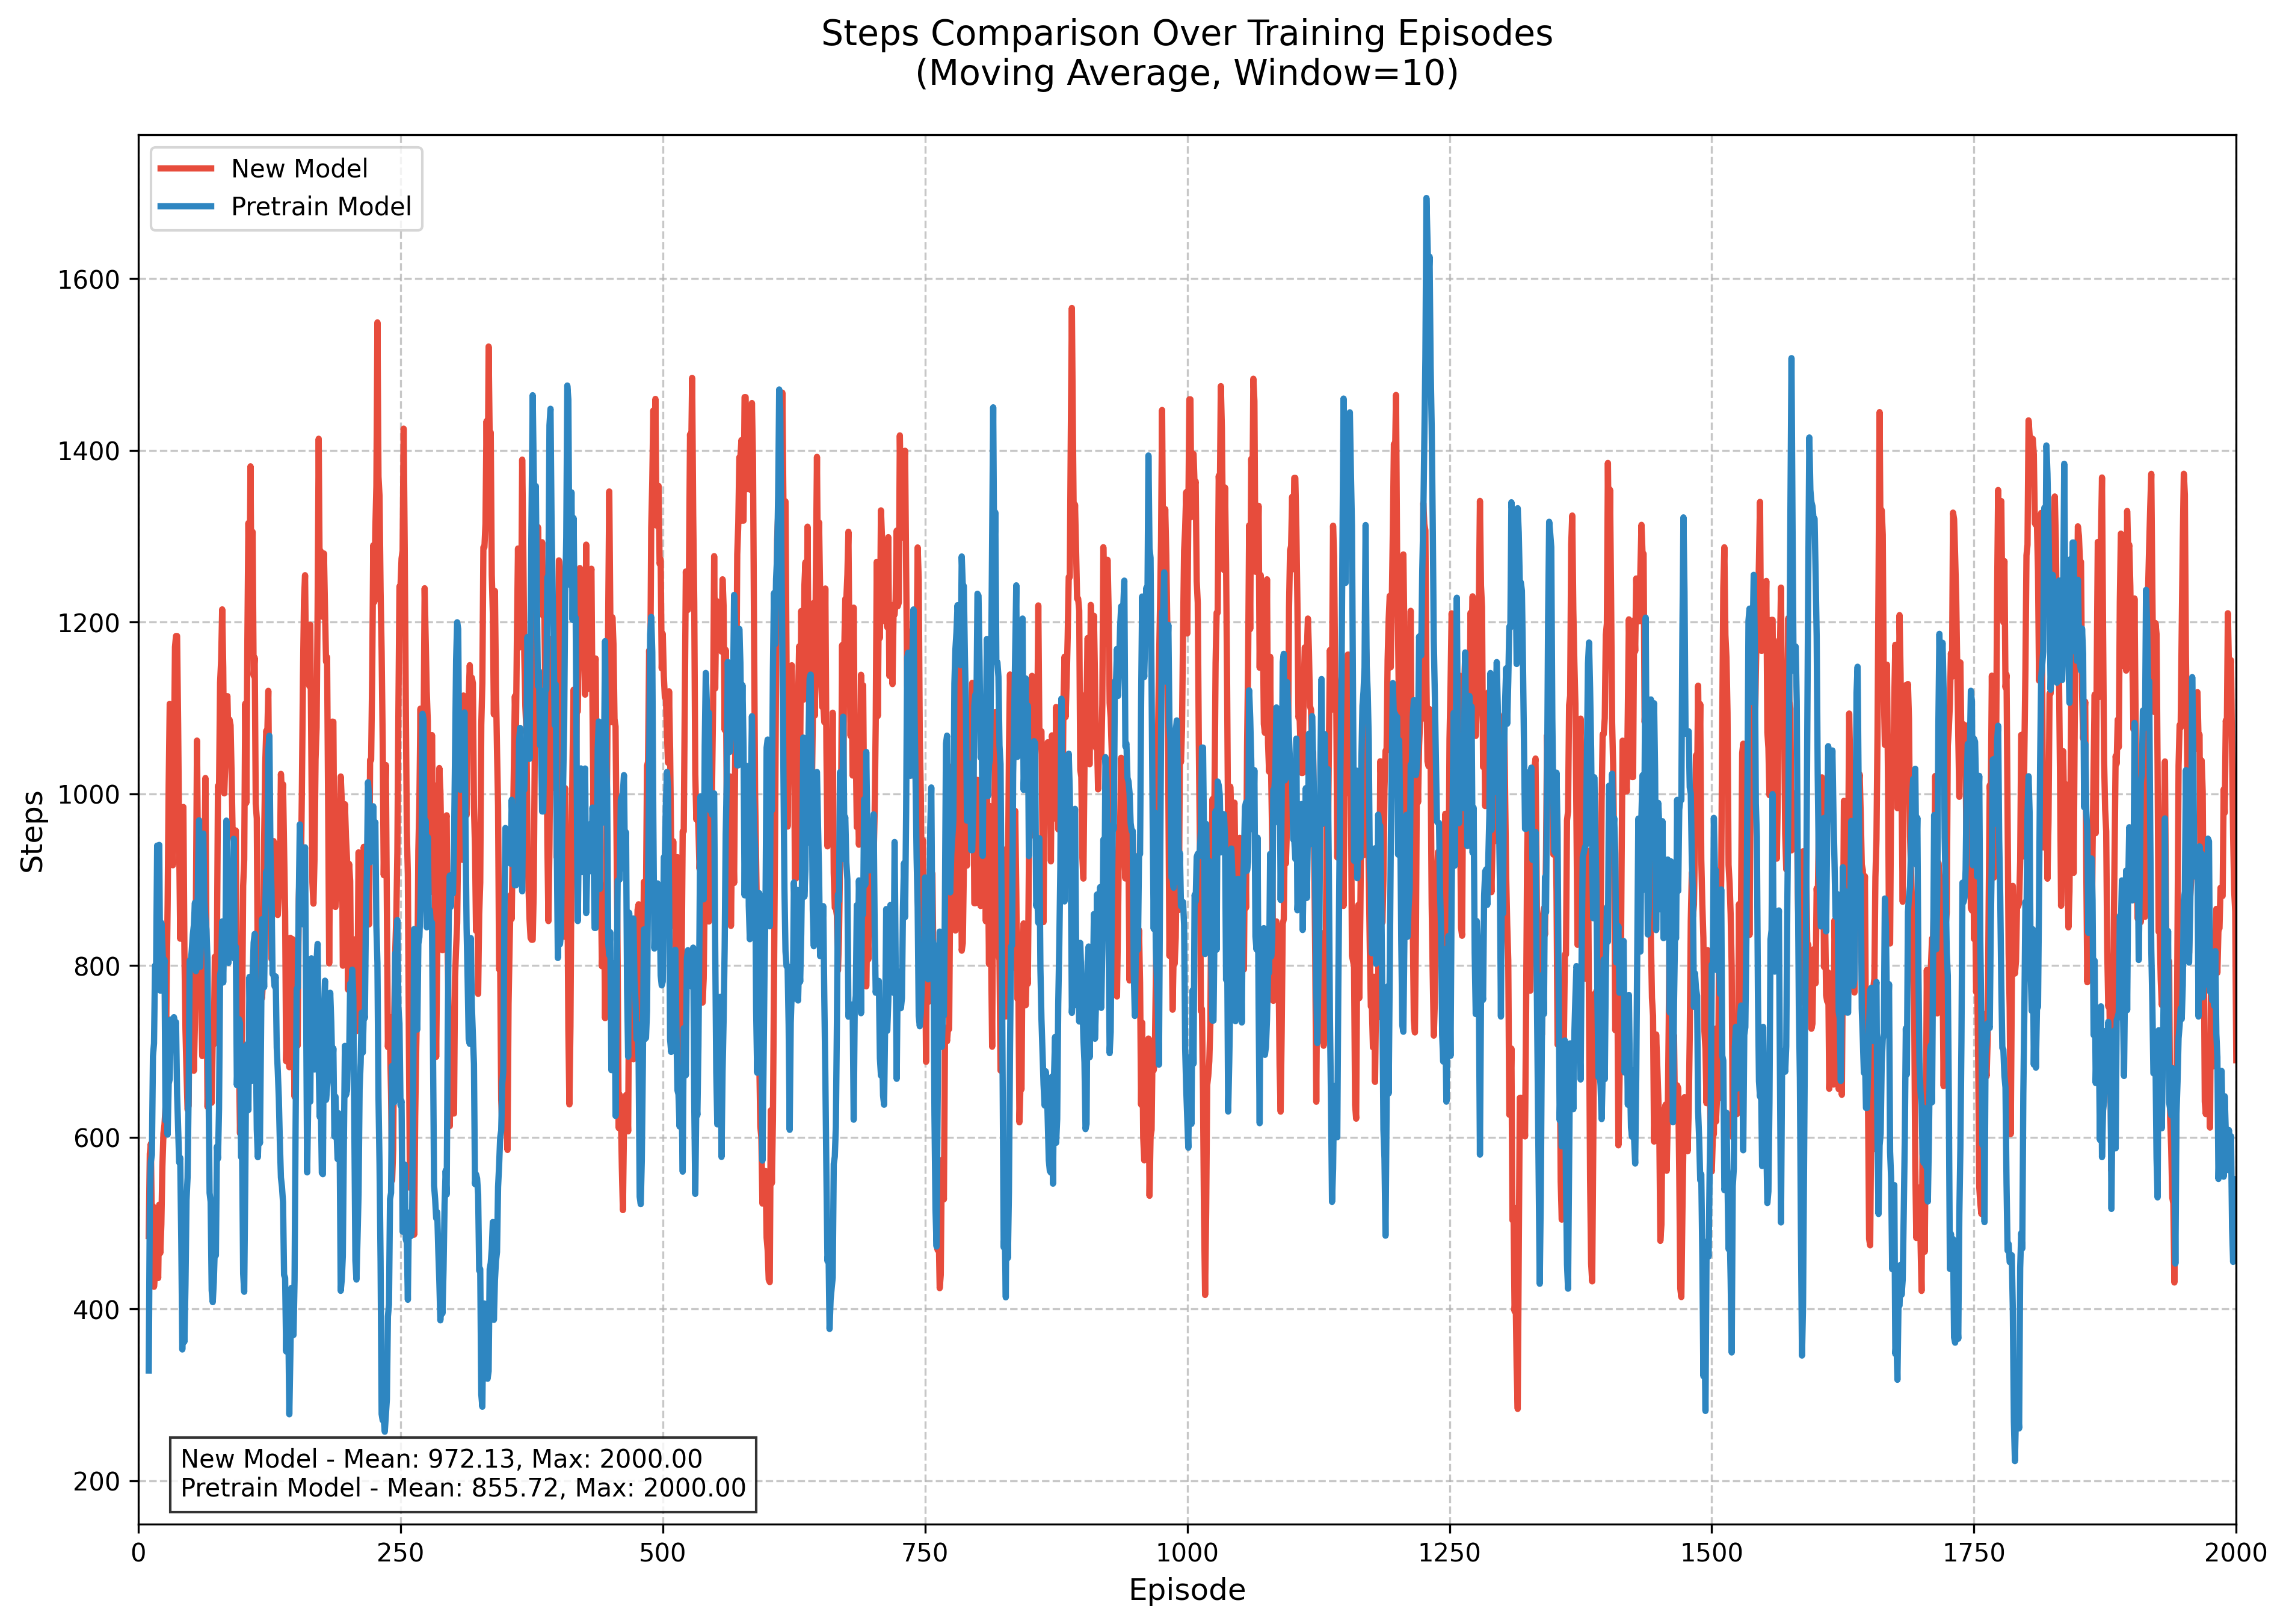 Steps Comparison Over Training Episodes
(Moving Average, Window=10)
New Model
Pretrain Model
1600
1400
1200
1000
800
600
400
200
Steps
New Model - Mean: 972.13, Max: 2000.00
Pretrain Model - Mean: 855.72, Max: 2000.00
0 250 500 750 1000 1250 1500 1750 2000
Episode